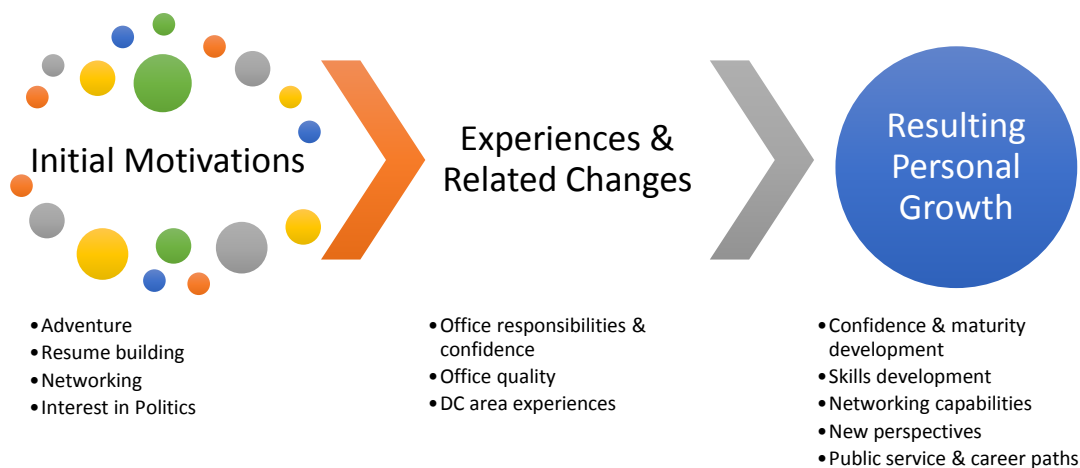 Initial Motivations
•Adventure
•Resume building
•Networking
•Interest in Politics
Experiences &
Related Changes
•Office responsibilities &
confidence
•Office quality
•DC area experiences
Resulting
Personal
Growth
•Confidence & maturity
development
•Skills development
•Networking capabilities
•New perspectives
•Public service & career paths